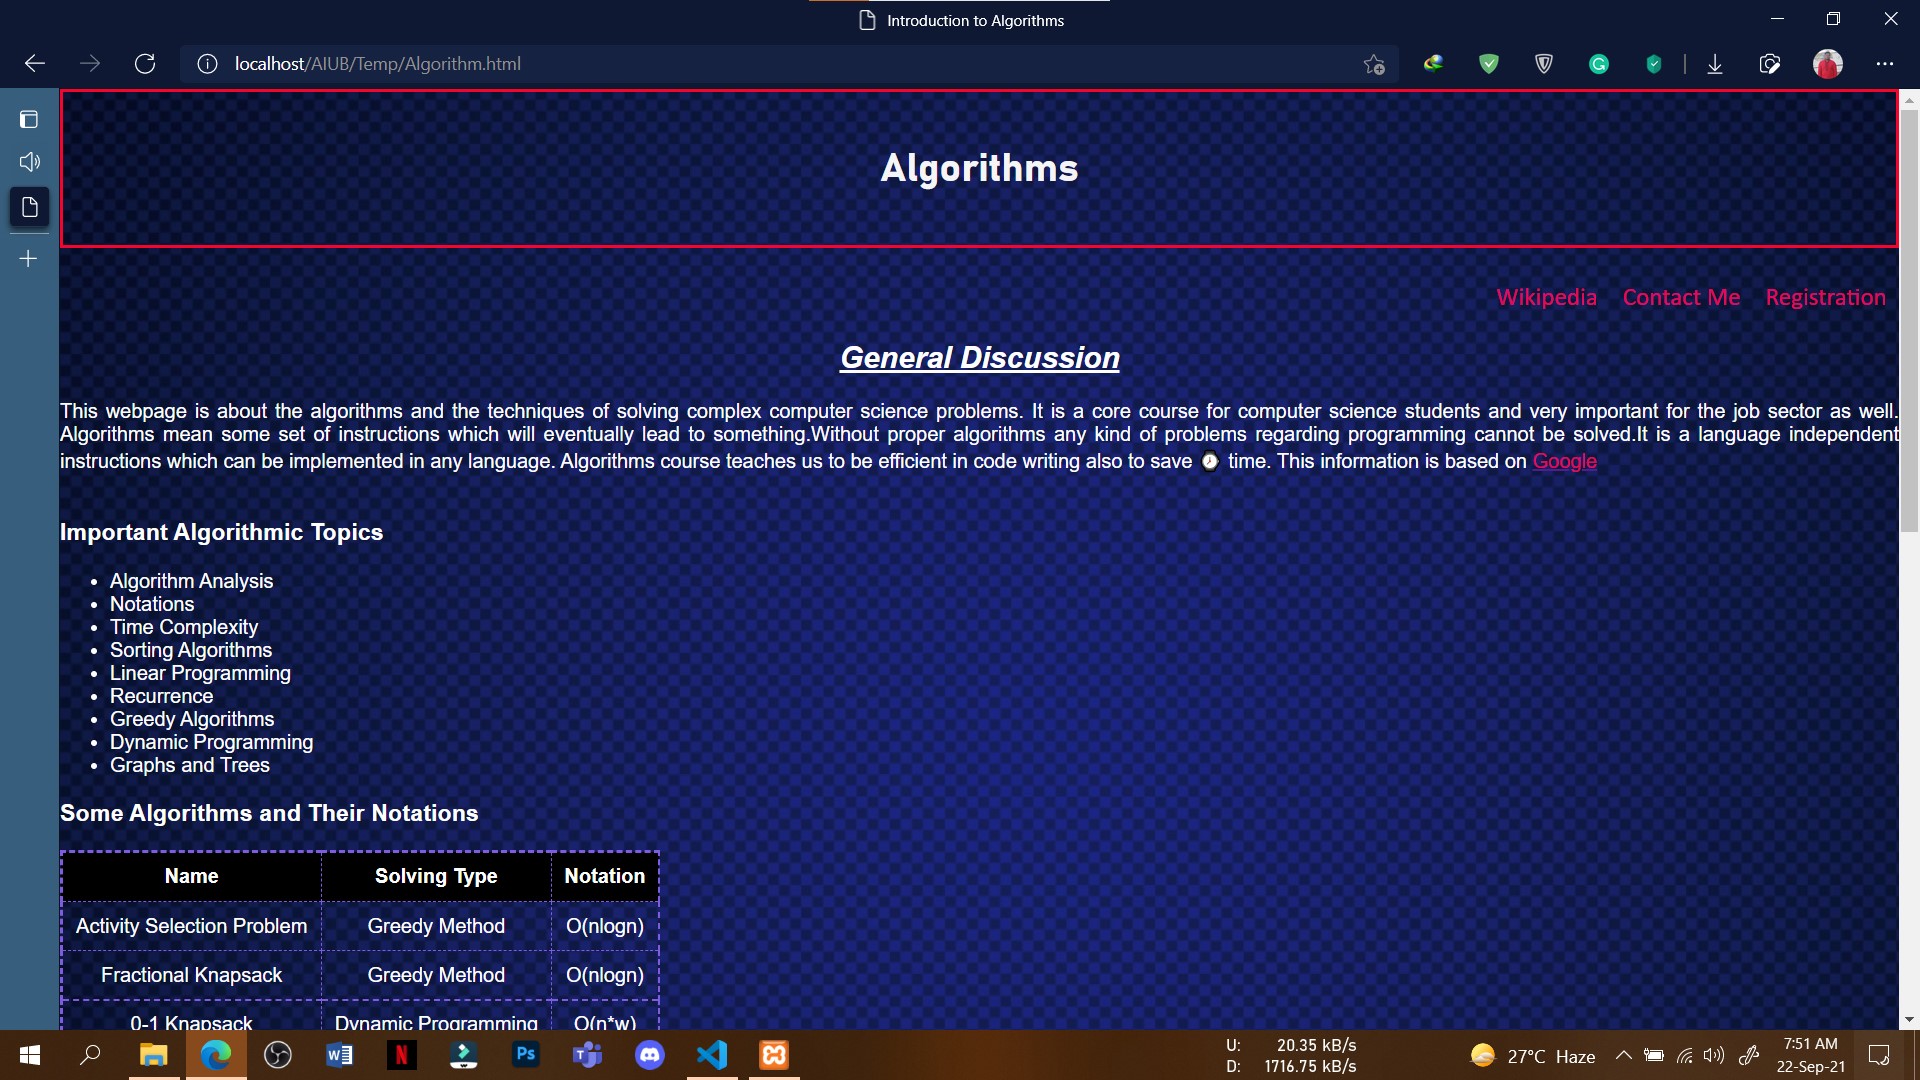 Introduction to Algorithms
localhost/AIUB/Temp/Algorithm.html
Algorithms
Wikipedia Contact Me Registration
General Discussion
This webpage is about the algorithms and the techniques of solving complex computer science problems. It is a core course for computer science students and very important for the job sector as well.
Algorithms mean some set of instructions which will eventually lead to something.Without proper algorithms any kind of problems regarding programming cannot be solved.It is a language independent
instructions which can be implemented in any language. Algorithms course teaches us to be efficient in code writing also to save ⌚ time. This information is based on Google
Important Algorithmic Topics
• Algorithm Analysis
• Notations
• Time Complexity
• Sorting Algorithms
• Linear Programming
• Recurrence
• Greedy Algorithms
• Dynamic Programming
• Graphs and Trees
Some Algorithms and Their Notations
Name Solving Type Notation
Activity Selection Problem Greedy Method O(nlogn)
Fractional Knapsack Greedy Method O(nlogn)
0-1 Knapsack Dynamic Programming O(n*w)
U: 20.35 kB/s
D: 1716.75 kB/s
27°C Haze
7:51 AM
22-Sep-21